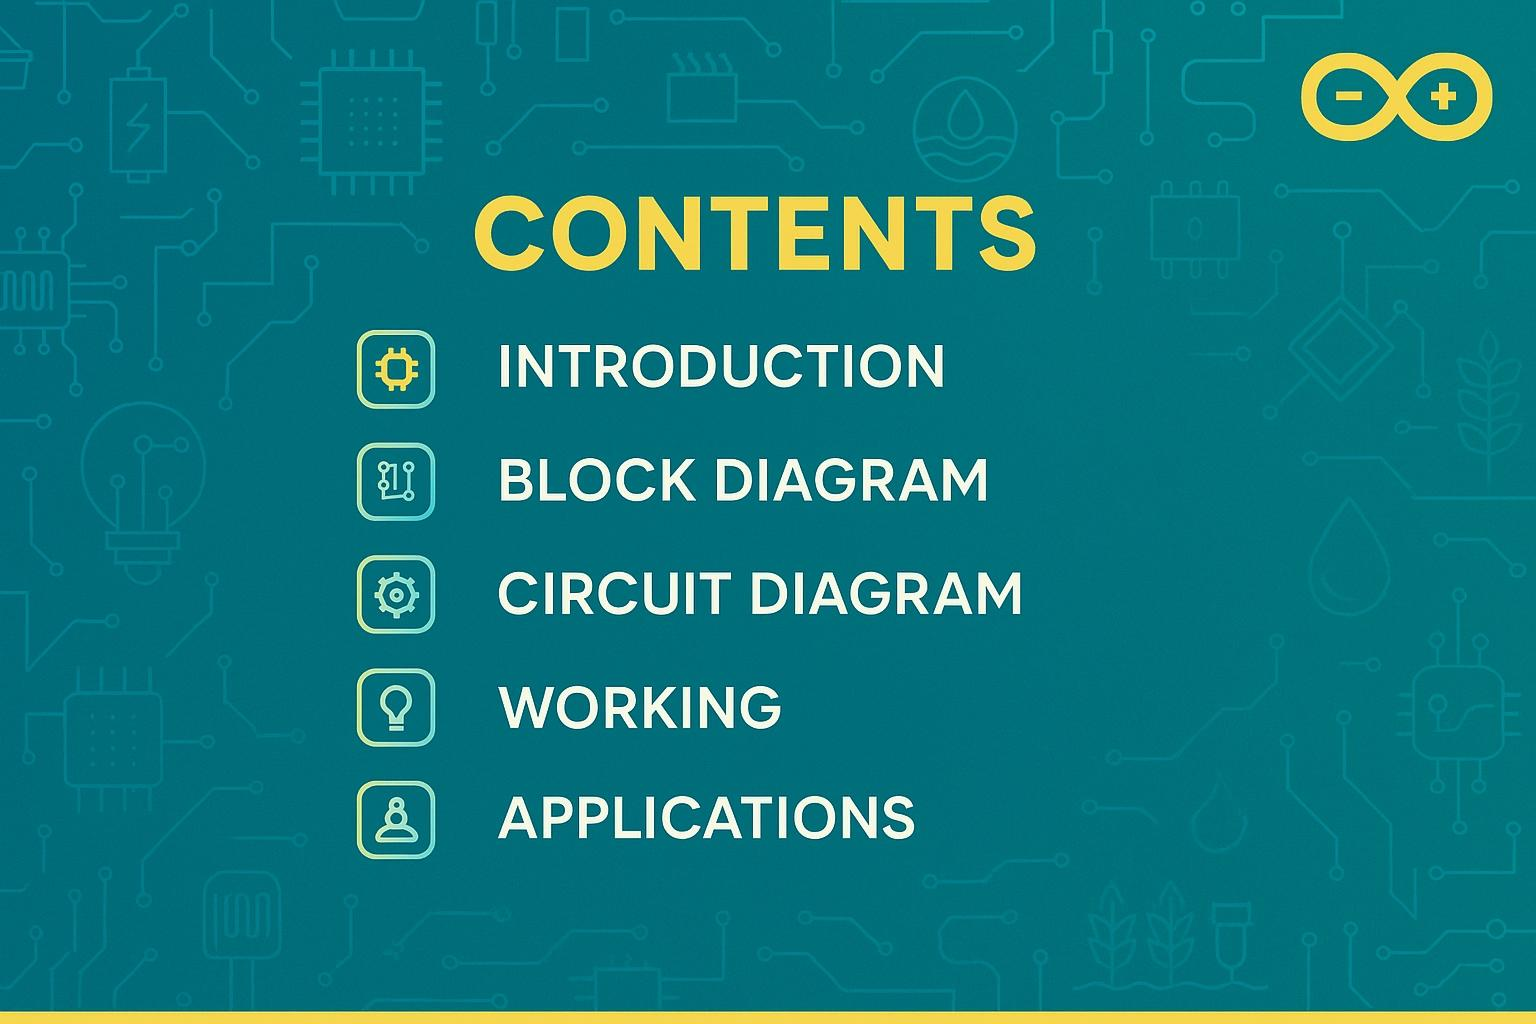 CONTENTS
INTRODUCTION
BLOCK DIAGRAM
CIRCUIT DIAGRAM
WORKING
APPLICATIONS